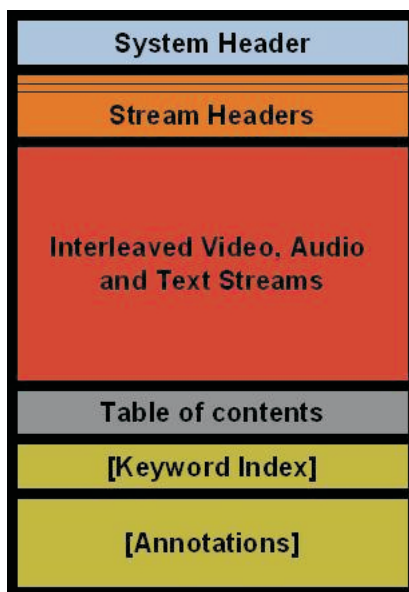 System Header
Stream Headers
Interleaved Video, Audio
and Text Streams
Table of contents
[Keyword Index]
[Annotations]